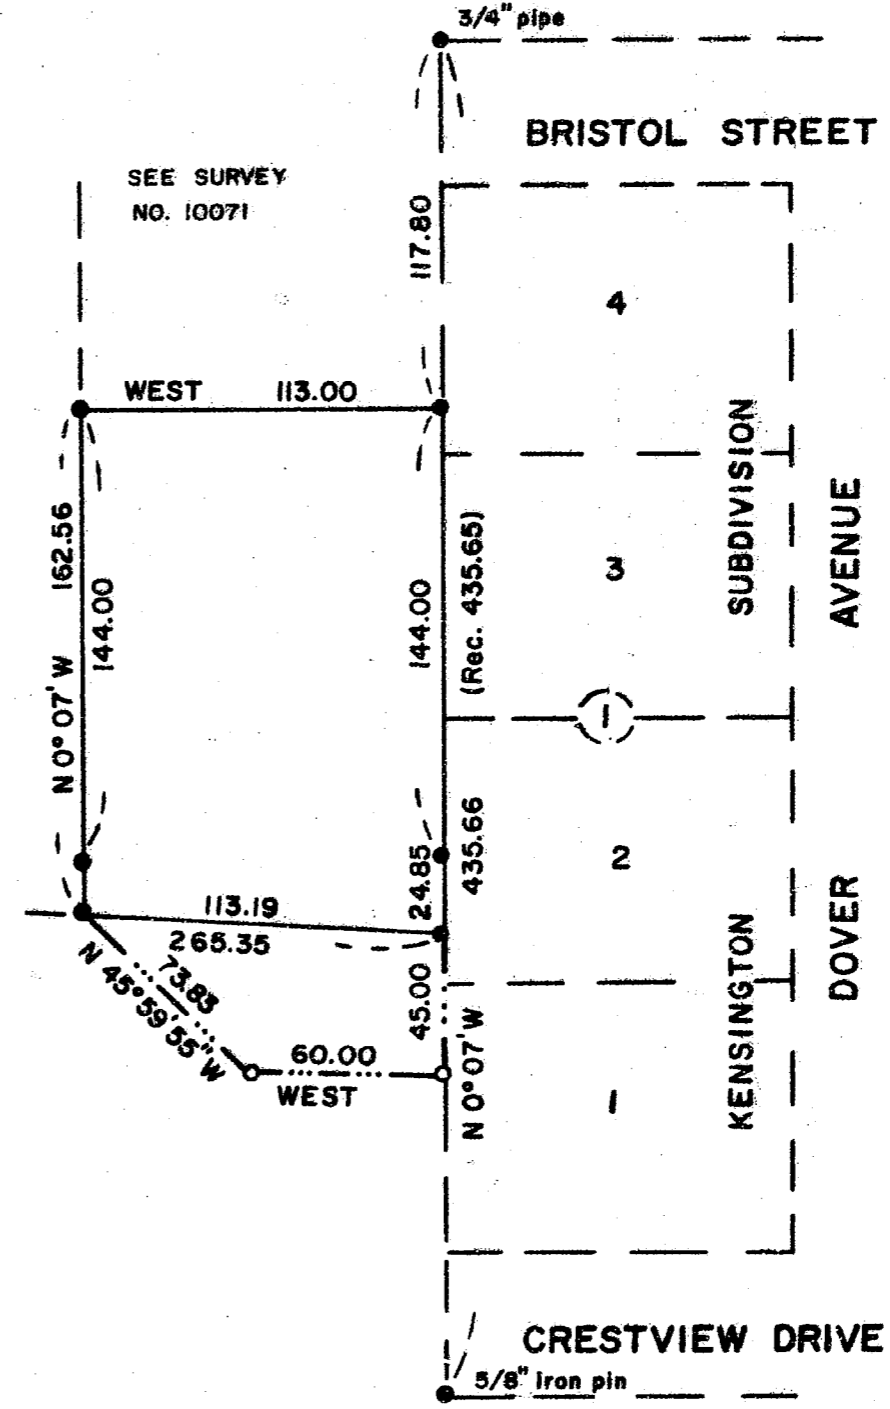 3/4" pipe
BRISTOL STREET
SEE SURVEY
NO. 10071
117.80
4
WEST 113.00
SUBDIVISION
AVENUE
162.56
144.00
144.00
(Rec. 435.65)
3
N 0° 07' W
1
24.85
435.66
2
DOVER
113.19
265.35
73.83
N 45° 59' 55" W
45.00
N 0° 07' W
60.00
WEST
KENSINGTON
1
CRESTVIEW DRIVE
5/8" iron pin